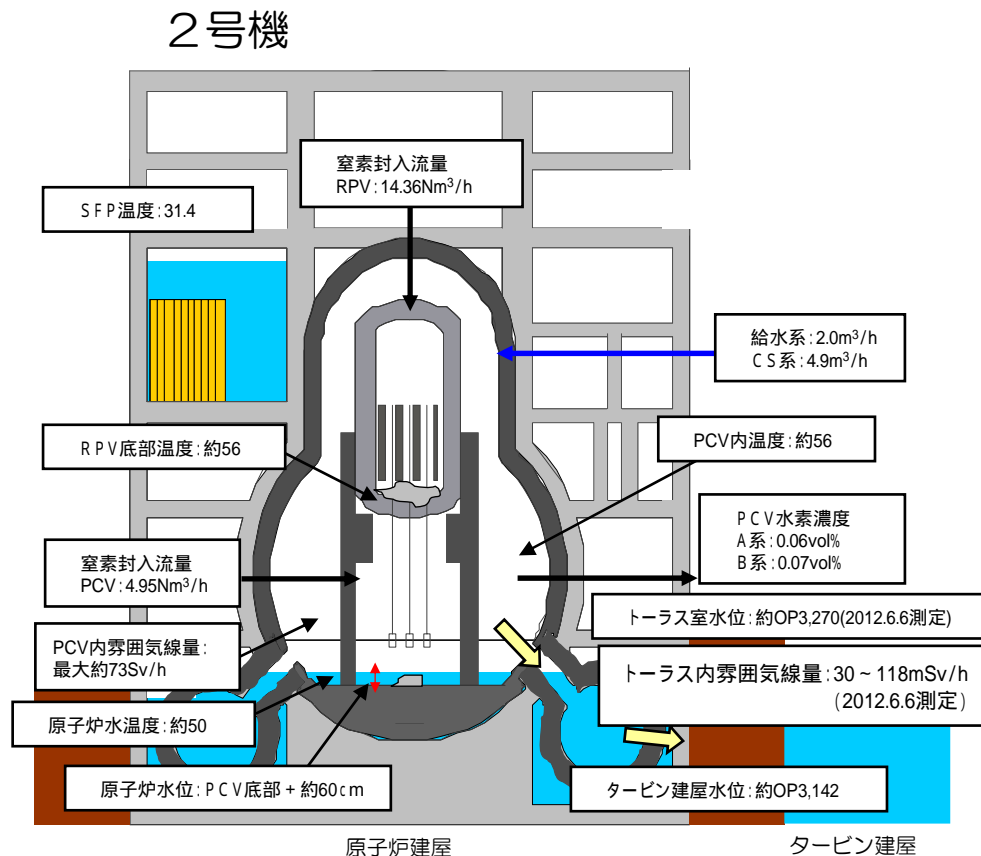 ２号機
窒素封入流量
RPV：14.36Nm³/h
ＳＦＰ温度：31.4
給水系：2.0m³/h
ＣＳ系：4.9m³/h
ＲＰＶ底部温度：約56
PCV内温度：約56
ＰＣＶ水素濃度
Ａ系：0.06vol%
Ｂ系：0.07vol%
窒素封入流量
PCV：4.95Nm³/h
トーラス室水位：約OP3,270(2012.6.6測定)
PCV内雰囲気線量：
最大約73Sv/h
トーラス内雰囲気線量：30～118mSv/h
(2012.6.6測定)
原子炉水温度：約50
原子炉水位：ＰＣＶ底部＋約60ｃｍ
タービン建屋水位：約OP3,142
原子炉建屋
タービン建屋